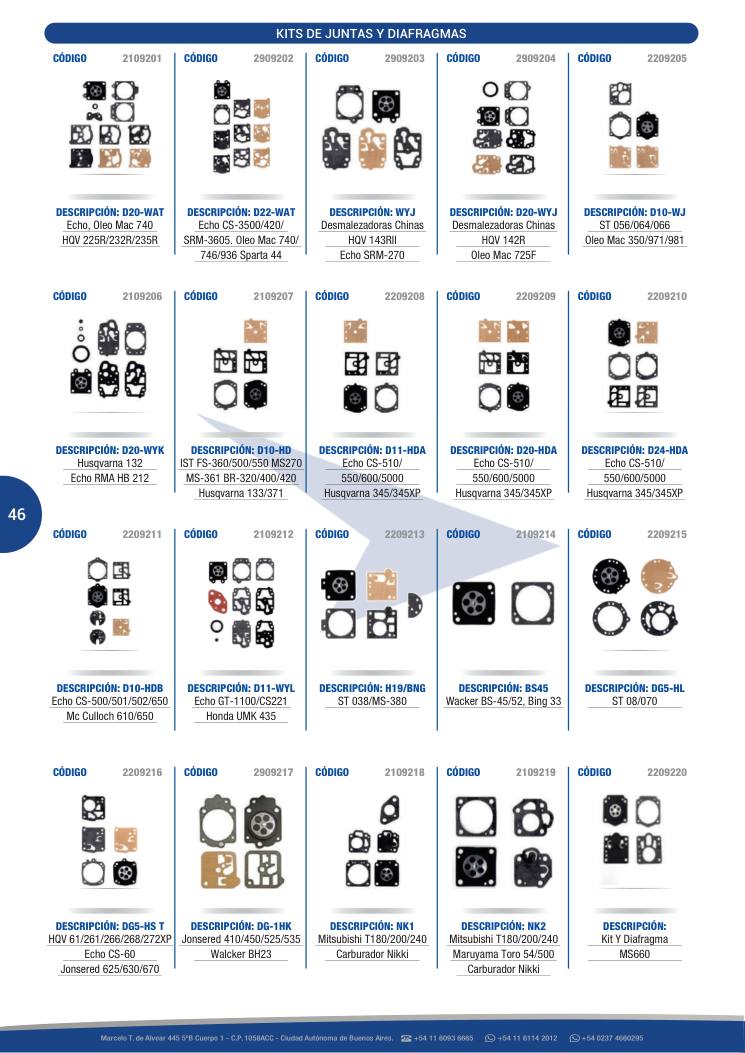 KITS DE JUNTAS Y DIAFRAGMAS
CÓDIGO 2109201
DESCRIPCIÓN: D20-WAT
Echo, Oleo Mac 740
HQV 225R/232R/235R
CÓDIGO 2909202
DESCRIPCIÓN: D22-WAT
Echo CS-3500/420/
SRM-3605. Oleo Mac 740/
746/936 Sparta 44
CÓDIGO 2909203
DESCRIPCIÓN: WYJ
Desmalezadoras Chinas
HQV 143RII
Echo SRM-270
CÓDIGO 2909204
DESCRIPCIÓN: D20-WYJ
Desmalezadoras Chinas
HQV 142R
Oleo Mac 725F
CÓDIGO 2209205
DESCRIPCIÓN: D10-WJ
ST 056/064/066
Oleo Mac 350/971/981
CÓDIGO 2109206
DESCRIPCIÓN: D20-WYK
Husqvarna 132
Echo RMA HB 212
CÓDIGO 2109207
DESCRIPCIÓN: D10-HD
IST FS-360/500/550 MS270
MS-361 BR-320/400/420
Husqvarna 133/371
CÓDIGO 2209208
DESCRIPCIÓN: D11-HDA
Echo CS-510/
550/600/5000
Husqvarna 345/345XP
CÓDIGO 2209209
DESCRIPCIÓN: D20-HDA
Echo CS-510/
550/600/5000
Husqvarna 345/345XP
CÓDIGO 2209210
DESCRIPCIÓN: D24-HDA
Echo CS-510/
550/600/5000
Husqvarna 345/345XP
46
CÓDIGO 2209211
DESCRIPCIÓN: D10-HDB
Echo CS-500/501/502/650
Mc Culloch 610/650
CÓDIGO 2109212
DESCRIPCIÓN: D11-WYL
Echo GT-1100/CS221
Honda UMK 435
CÓDIGO 2209213
DESCRIPCIÓN: H19/BNG
ST 038/MS-380
CÓDIGO 2109214
DESCRIPCIÓN: BS45
Wacker BS-45/52, Bing 33
CÓDIGO 2209215
DESCRIPCIÓN: DG5-HL
ST 08/070
CÓDIGO 2209216
DESCRIPCIÓN: DG5-HS T
HQV 61/261/266/268/272XP
Echo CS-60
Jonsered 625/630/670
CÓDIGO 2909217
DESCRIPCIÓN: DG-1HK
Jonsered 410/450/525/535
Walcker BH23
CÓDIGO 2109218
DESCRIPCIÓN: NK1
Mitsubishi T180/200/240
Carburador Nikki
CÓDIGO 2109219
DESCRIPCIÓN: NK2
Mitsubishi T180/200/240
Maruyama Toro 54/500
Carburador Nikki
CÓDIGO 2209220
DESCRIPCIÓN:
Kit Y Diafragma
MS660
Marcelo T. de Alvear 445 5ºB Cuerpo 1 - C.P. 1058ACC - Ciudad Autónoma de Buenos Aires. +54 11 6093 6665 +54 11 6114 2012 +54 0237 4660295